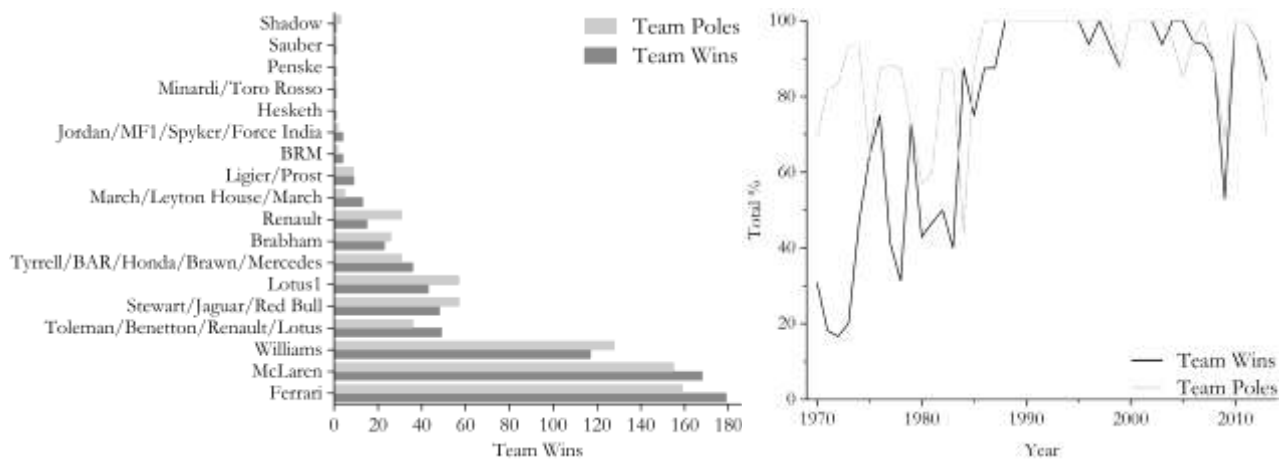 Shadow
Sauber
Penske
Minardi/Toro Rosso
Hesketh
Jordan/MF1/Spyker/Force India
BRM
Ligier/Prost
March/Leyton House/March
Renault
Brabham
Tyrrell/BAR/Honda/Brawn/Mercedes
Lotus1
Stewart/Jaguar/Red Bull
Toleman/Benetton/Renault/Lotus
Williams
McLaren
Ferrari
Team Poles
Team Wins
0 20 40 60 80 100 120 140 160 180
Team Wins
100
80
60
40
20
0
Total %
Team Wins
Team Poles
1970 1980 1990 2000 2010
Year